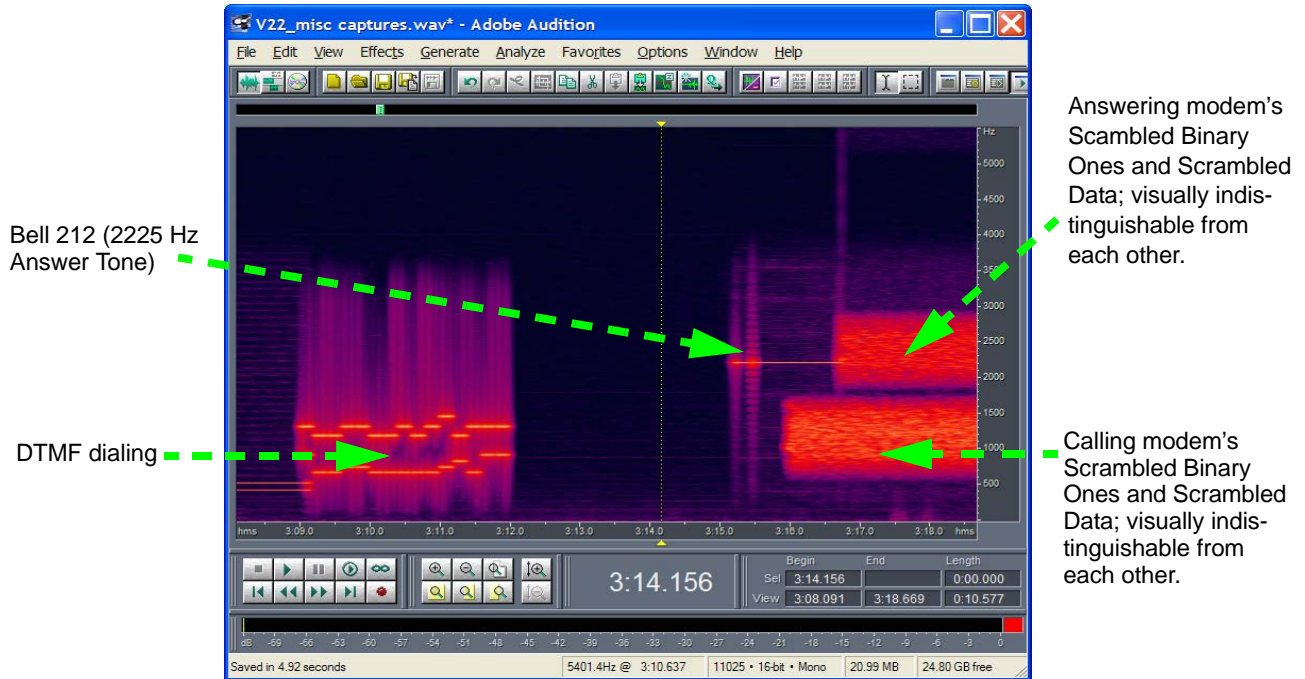 V22_misc captures.wav* - Adobe Audition
File Edit View Effects Generate Analyze Favorites Options Window Help
Hz
5000
4500
4000
3500
3000
2500
2000
1500
1000
500
hms 3:09.0 3:10.0 3:11.0 3:12.0 3:13.0 3:14.0 3:15.0 3:16.0 3:17.0 3:18.0 hms
Bell 212 (2225 Hz
Answer Tone)
DTMF dialing
Answering modem's
Scambled Binary
Ones and Scrambled
Data; visually indis-
tinguishable from
each other.
Calling modem's
Scrambled Binary
Ones and Scrambled
Data; visually indis-
tinguishable from
each other.
3:14.156
Begin End Length
Sel 3:14.156 0:00.000
View 3:08.091 3:18.669 0:10.577
dB -69 -66 -63 -60 -57 -54 -51 -48 -45 -42 -39 -36 -33 -30 -27 -24 -21 -18 -15 -12 -9 -6 -3 0
Saved in 4.92 seconds 5401.4Hz @ 3:10.637 11025 • 16-bit • Mono 20.99 MB 24.80 GB free